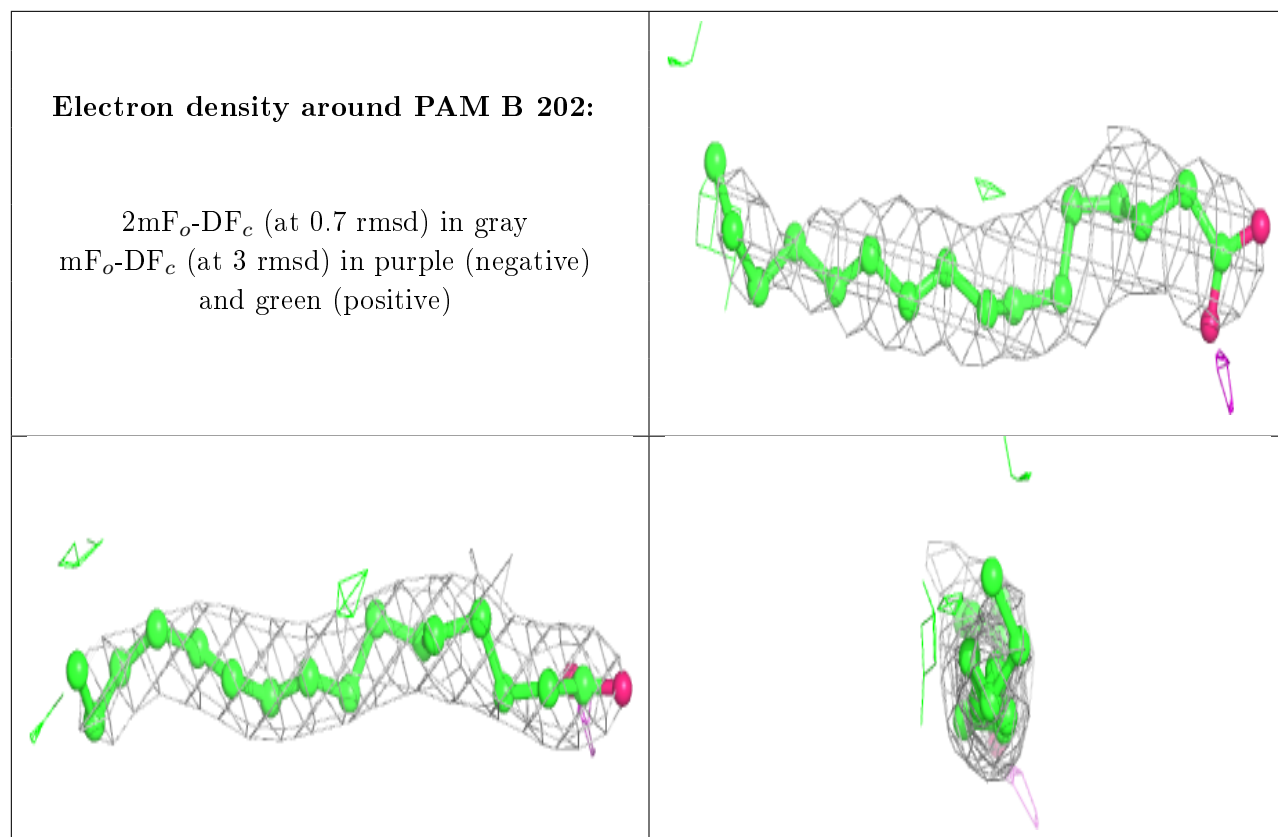 Electron density around PAM B 202:
2mFₒ-DF𝒸 (at 0.7 rmsd) in gray
mFₒ-DF𝒸 (at 3 rmsd) in purple (negative)
and green (positive)